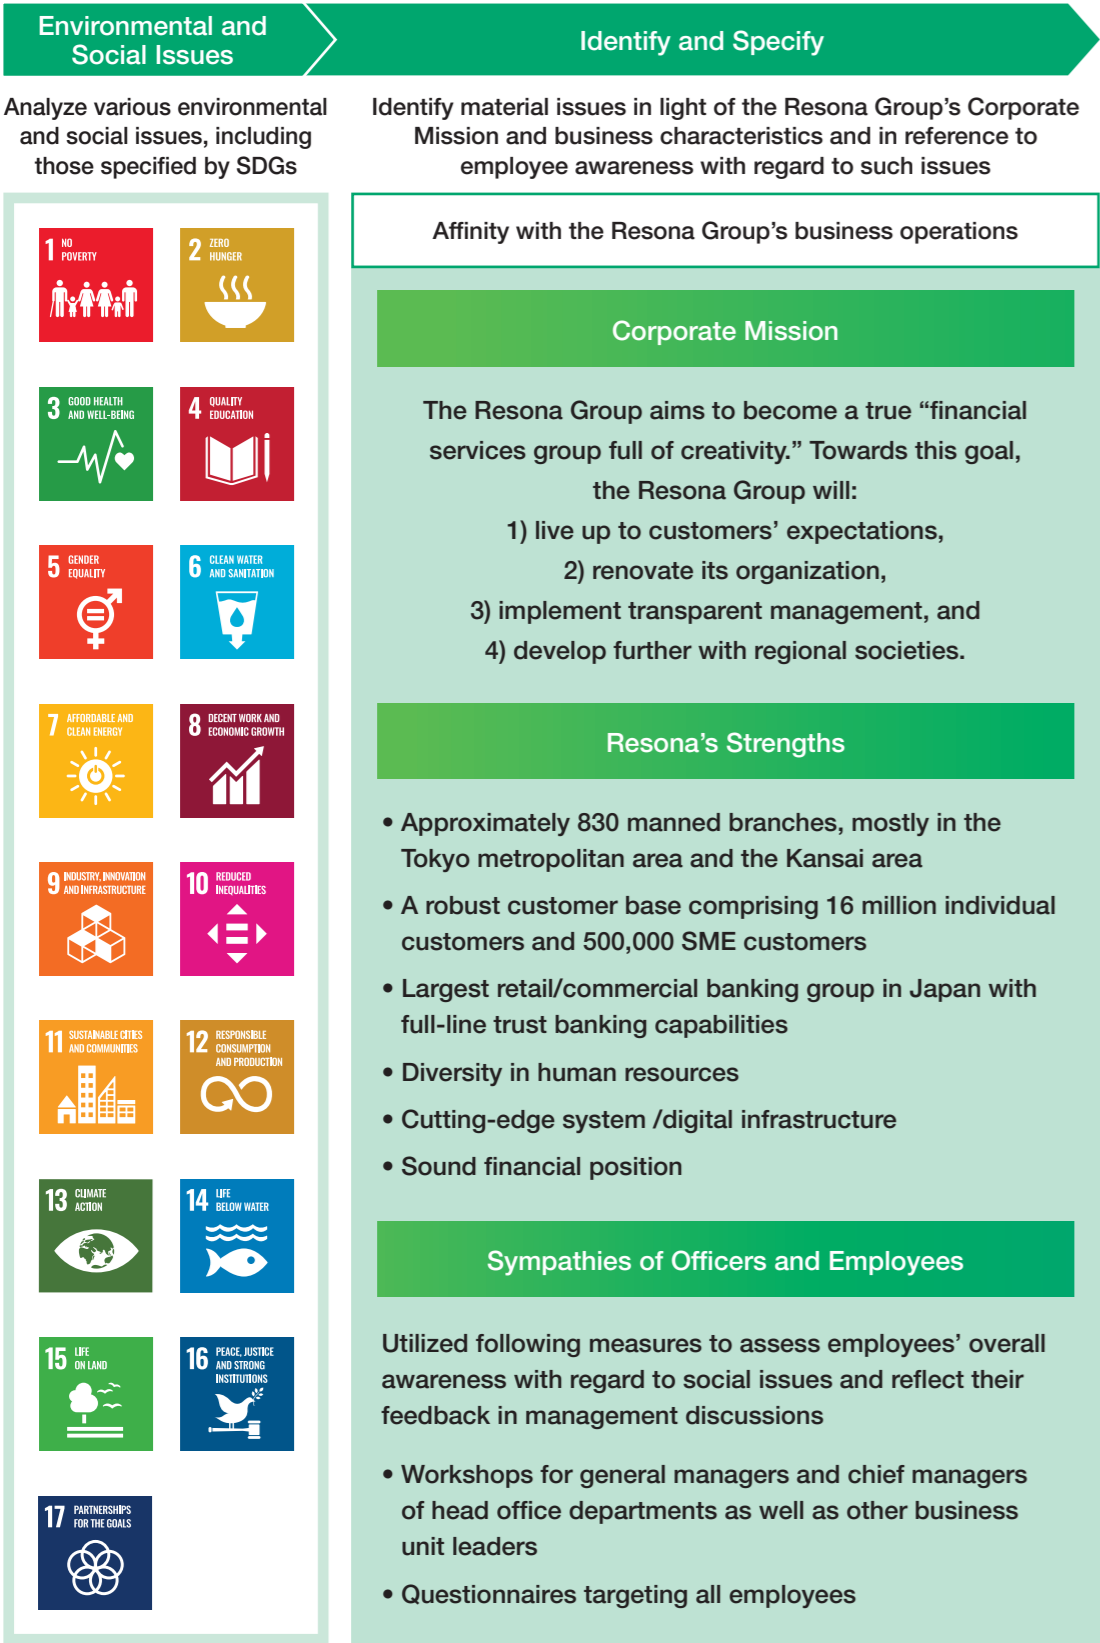 Environmental and
Social Issues
Identify and Specify
Analyze various environmental
and social issues, including
those specified by SDGs
Identify material issues in light of the Resona Group's Corporate
Mission and business characteristics and in reference to
employee awareness with regard to such issues
1 NO
POVERTY
2 ZERO
HUNGER
3 GOOD HEALTH
AND WELL-BEING
4 QUALITY
EDUCATION
5 GENDER
EQUALITY
6 CLEAN WATER
AND SANITATION
7 AFFORDABLE AND
CLEAN ENERGY
8 DECENT WORK AND
ECONOMIC GROWTH
9 INDUSTRY, INNOVATION
AND INFRASTRUCTURE
10 REDUCED
INEQUALITIES
11 SUSTAINABLE CITIES
AND COMMUNITIES
12 RESPONSIBLE
CONSUMPTION
AND PRODUCTION
13 CLIMATE
ACTION
14 LIFE
BELOW WATER
15 LIFE
ON LAND
16 PEACE, JUSTICE
AND STRONG
INSTITUTIONS
17 PARTNERSHIPS
FOR THE GOALS
Affinity with the Resona Group's business operations
Corporate Mission
The Resona Group aims to become a true “financial
services group full of creativity.” Towards this goal,
the Resona Group will:
1) live up to customers’ expectations,
2) renovate its organization,
3) implement transparent management, and
4) develop further with regional societies.
Resona’s Strengths
• Approximately 830 manned branches, mostly in the
Tokyo metropolitan area and the Kansai area
• A robust customer base comprising 16 million individual
customers and 500,000 SME customers
• Largest retail/commercial banking group in Japan with
full-line trust banking capabilities
• Diversity in human resources
• Cutting-edge system /digital infrastructure
• Sound financial position
Sympathies of Officers and Employees
Utilized following measures to assess employees’ overall
awareness with regard to social issues and reflect their
feedback in management discussions
• Workshops for general managers and chief managers
of head office departments as well as other business
unit leaders
• Questionnaires targeting all employees